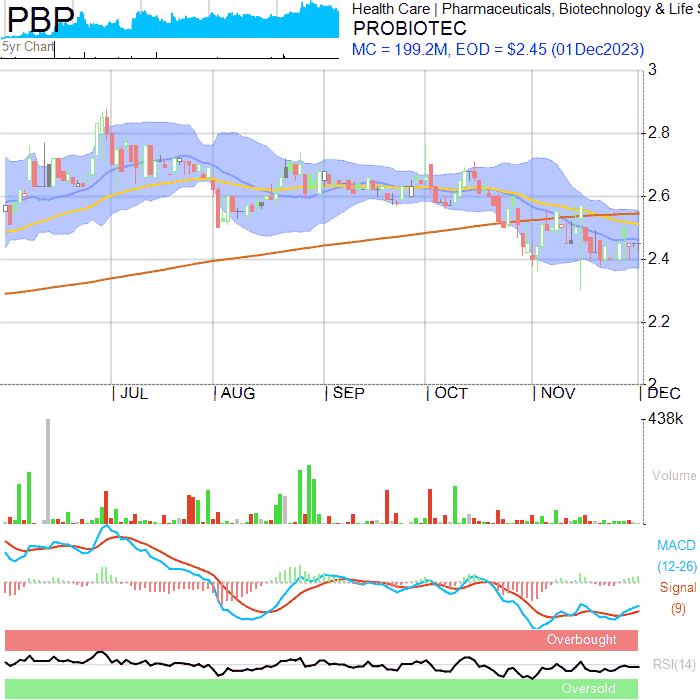 PBP
5yr Chart
Health Care | Pharmaceuticals, Biotechnology & Life S
PROBIOTEC
MC = 199.2M, EOD = $2.45 (01Dec2023)
3
2.8
2.6
2.4
2.2
2
JUL AUG SEP OCT NOV DEC
438k
Volume
MACD
(12-26)
Signal
(9)
Overbought
RSI(14)
Oversold